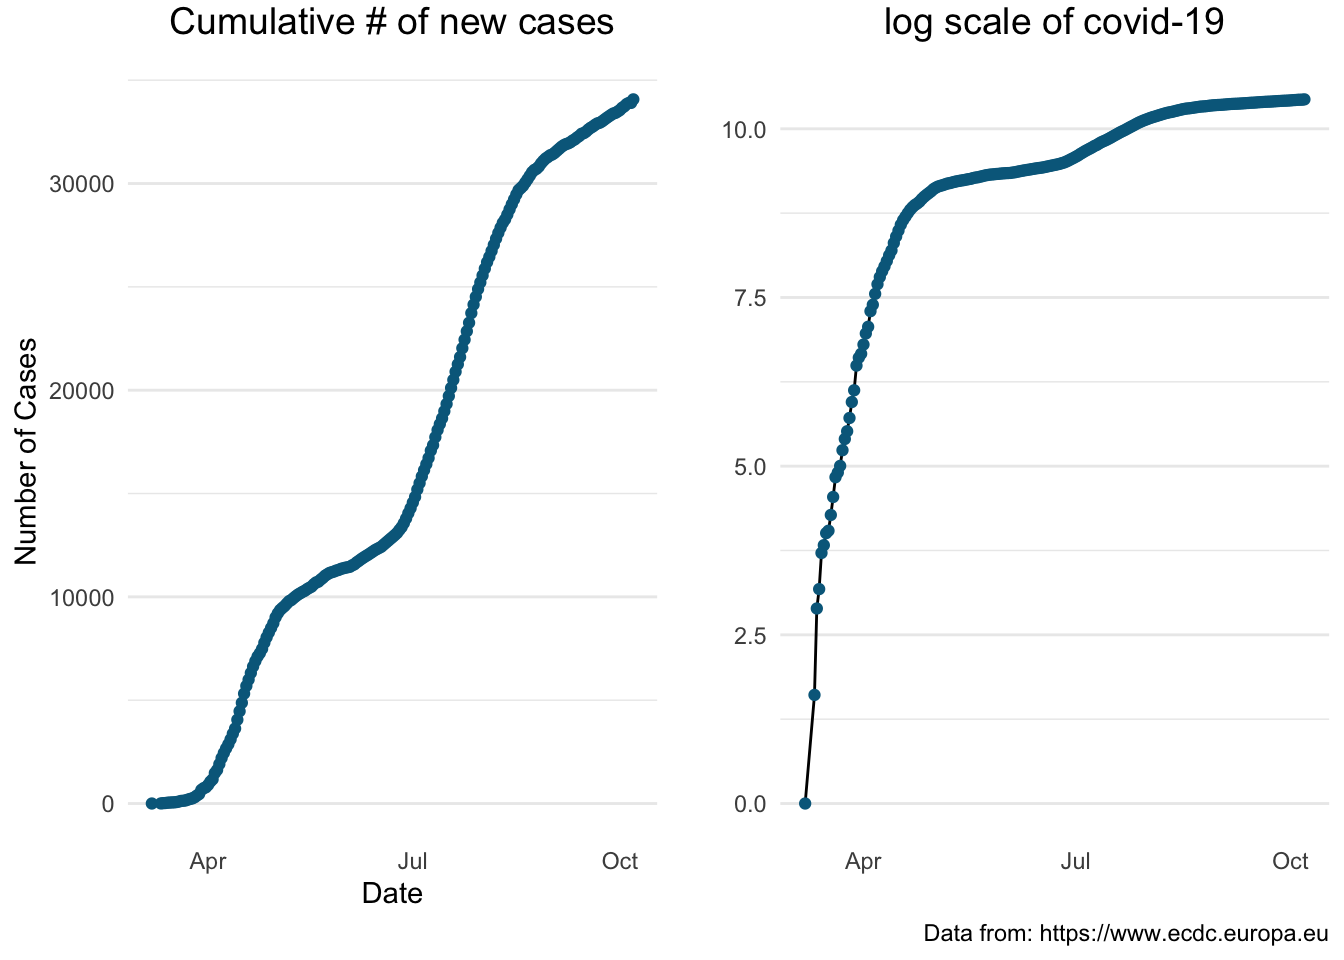 Cumulative # of new cases
Number of Cases
30000
20000
10000
0
Apr Jul Oct
Date
log scale of covid-19
10.0
7.5
5.0
2.5
0.0
Apr Jul Oct
Data from: https://www.ecdc.europa.eu